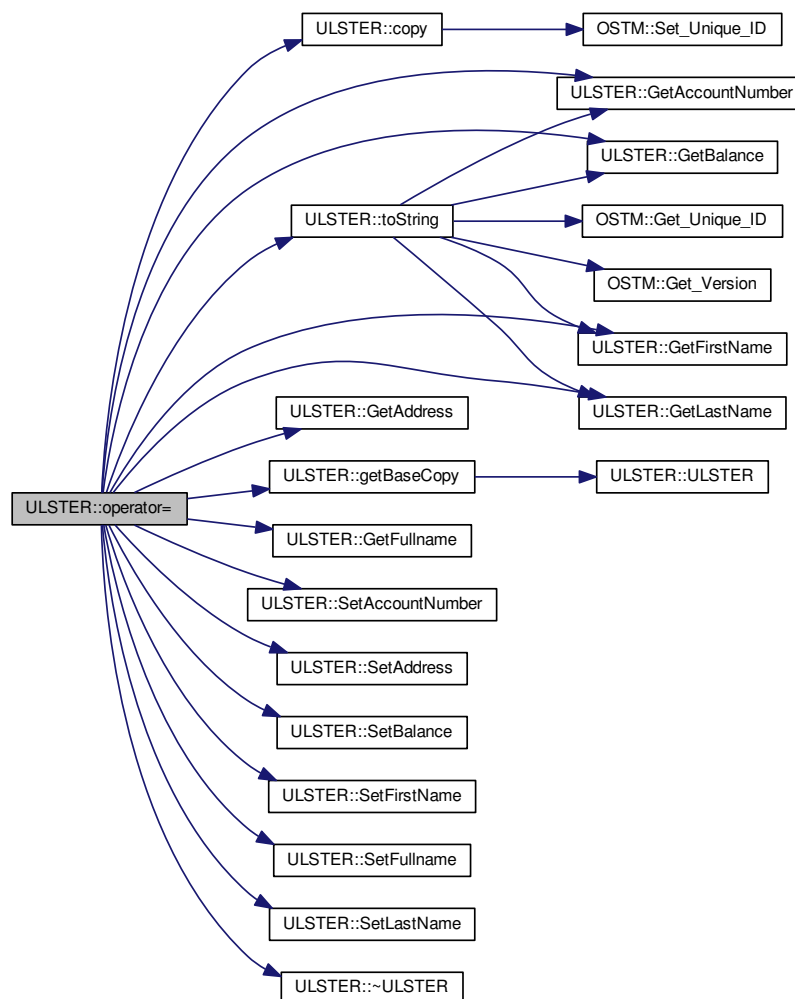 ULSTER::copy
OSTM::Set_Unique_ID
ULSTER::GetAccountNumber
ULSTER::GetBalance
ULSTER::toString
OSTM::Get_Unique_ID
OSTM::Get_Version
ULSTER::GetFirstName
ULSTER::GetLastName
ULSTER::GetAddress
ULSTER::getBaseCopy
ULSTER::ULSTER
ULSTER::operator=
ULSTER::GetFullname
ULSTER::SetAccountNumber
ULSTER::SetAddress
ULSTER::SetBalance
ULSTER::SetFirstName
ULSTER::SetFullname
ULSTER::SetLastName
ULSTER::~ULSTER